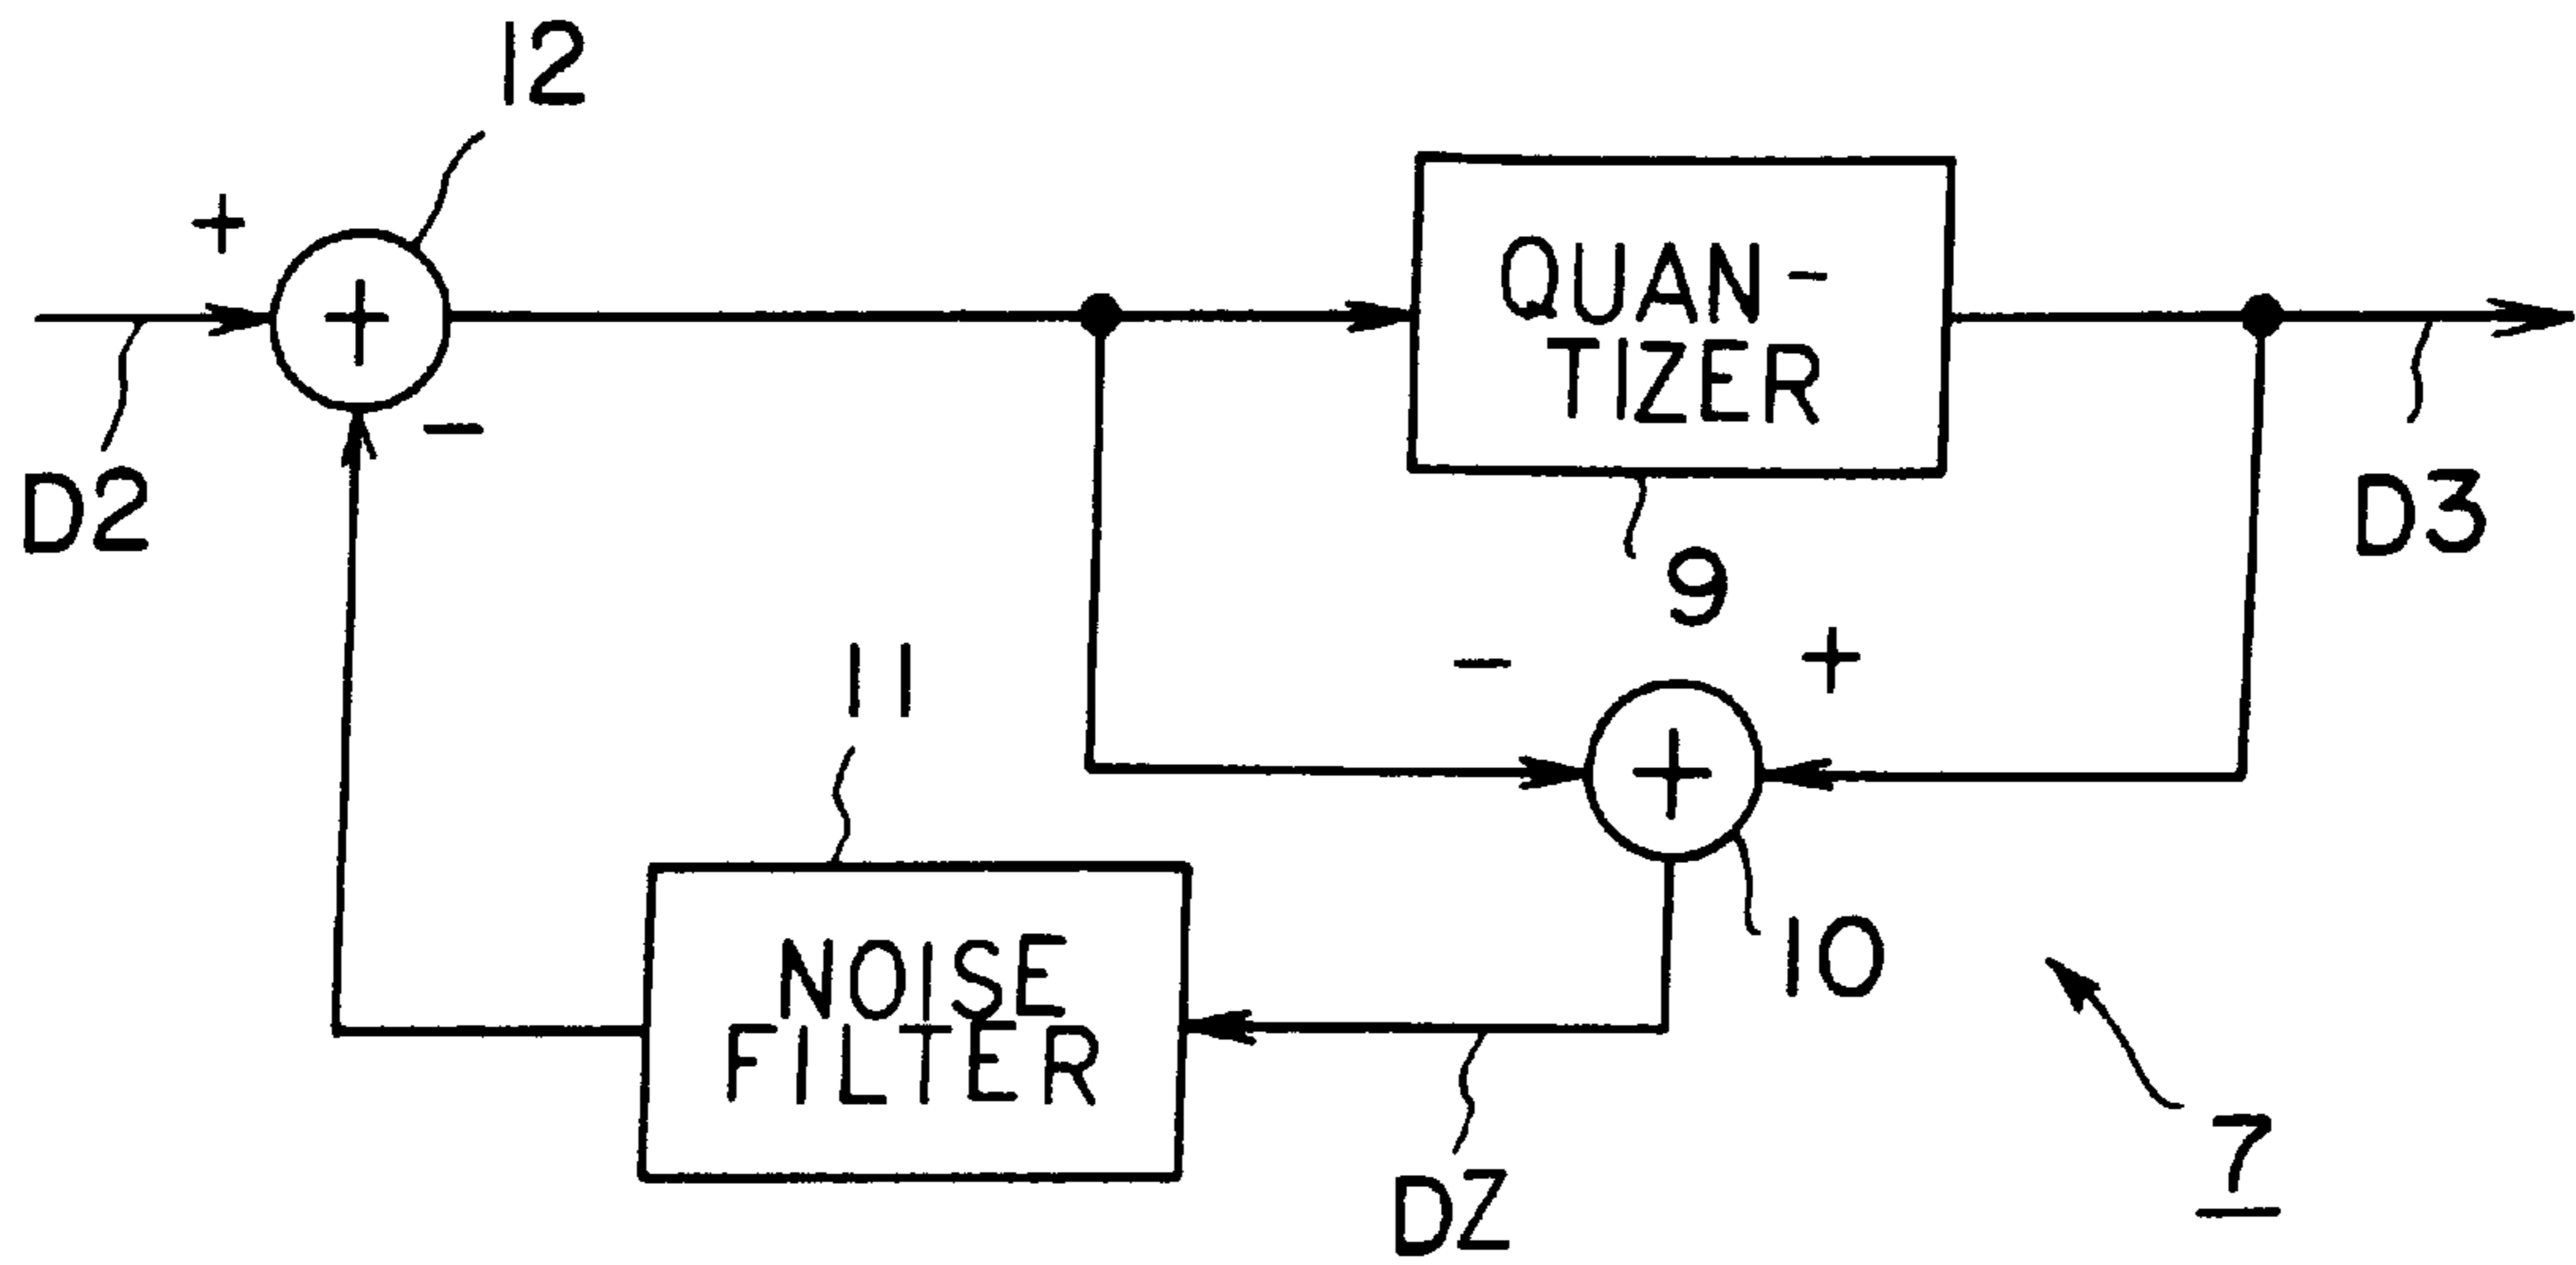 12
+
+
-
D2
QUAN-
TIZER
9
D3
11
-
+
+
10
NOISE
FILTER
DZ
7